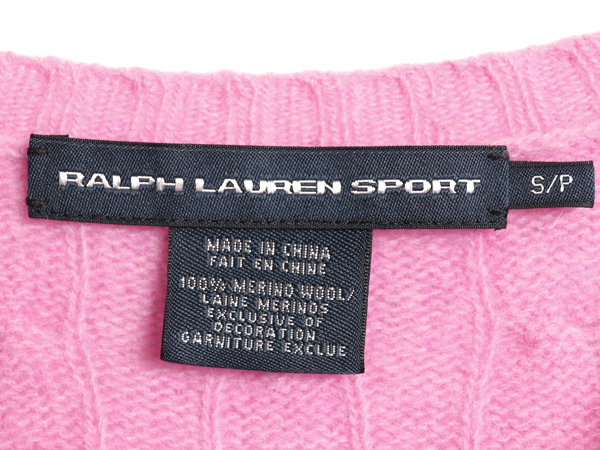 RALPH LAUREN SPORT
S/P
MADE IN CHINA
FAIT EN CHINE
100% MERINO WOOL/
LAINE MERINOS
EXCLUSIVE OF
DECORATION
GARNITURE EXCLUE